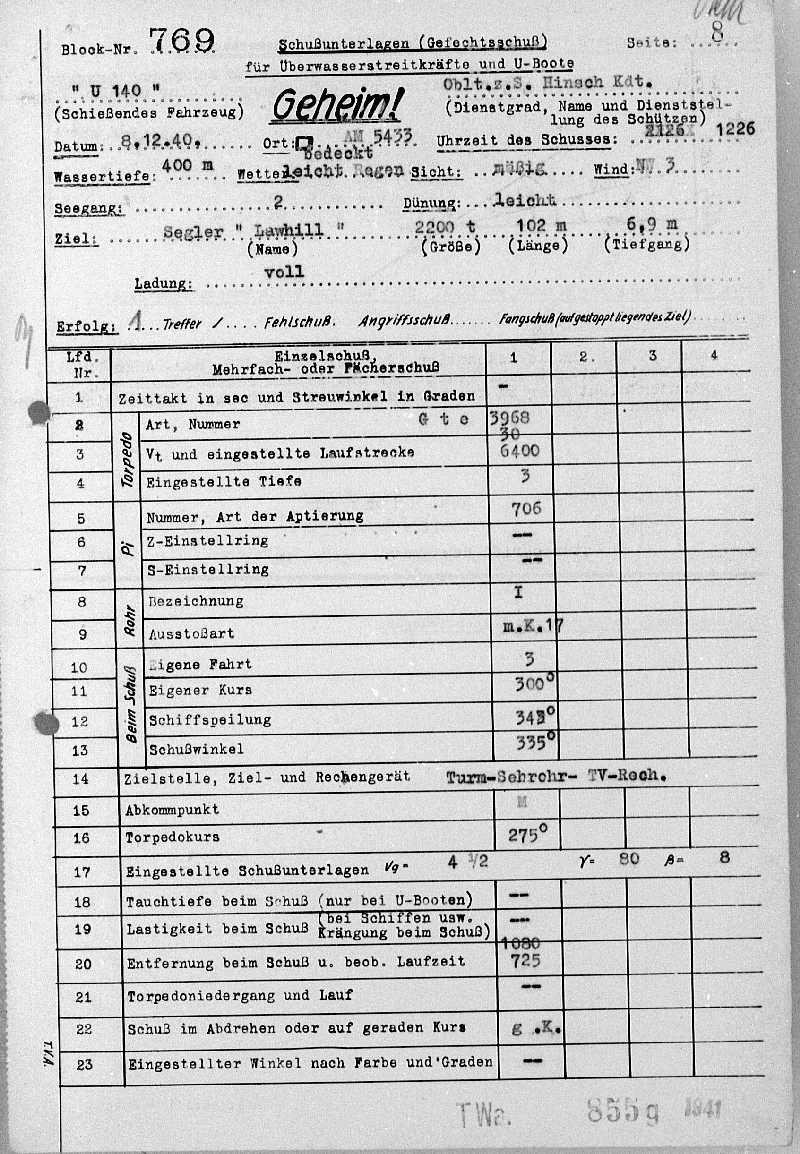 8
Block-Nr. 769 Schußunterlagen (Gefechtsschuß) Seite:
für Überwasserstreitkräfte und U-Boote
" U 140 " Geheim! Oblt.z.S. Hinsch Kdt.
(Schießendes Fahrzeug) (Dienstgrad, Name und Dienststel-
lung des Schützen)
Datum: 8.12.40. Ort: AM 5433 Uhrzeit des Schusses: 1226
Wassertiefe: 400 m Wetter: bedeckt leicht Regen Sicht: mäßig Wind: NW 3
Seegang: 2 Dünung: leicht
Ziel: Segler " Lawhill " 2200 t 102 m 6,9 m
(Name) (Größe) (Länge) (Tiefgang)
Ladung: voll
Erfolg: 1 Treffer / Fehlschuß. Angriffsschuß Fangschuß (auf gestoppt liegendes Ziel)
Lfd. Nr. Einzelschuß, Mehrfach- oder Fächerschuß 1 2. 3 4
1 Zeittakt in sec und Streuwinkel in Graden -
Torpedo
2 Art, Nummer G t e 3968
3 Vt und eingestellte Laufstrecke 30 6400
4 Eingestellte Tiefe 3
Pi
5 Nummer, Art der Aptierung 706
6 Z-Einstellring --
7 S-Einstellring --
Rohr
8 Bezeichnung I
9 Ausstoßart m.K.17
Beim Schuß
10 Eigene Fahrt 3
11 Eigener Kurs 300°
12 Schiffspeilung
13 Schußwinkel 335°
14 Zielstelle, Ziel- und Rechengerät Turm-Sehrohr- TV-Rech.
15 Abkommpunkt M
16 Torpedokurs 275°
17 Eingestellte Schußunterlagen Vg= 4 1/2 γ= 80 β= 8
18 Tauchtiefe beim Schuß (nur bei U-Booten) --
19 Lastigkeit beim Schuß (bei Schiffen usw. Krängung beim Schuß) --
20 Entfernung beim Schuß u. beob. Laufzeit 1080 725
21 Torpedoniedergang und Lauf --
22 Schuß im Abdrehen oder auf geraden Kurs g .K.
23 Eingestellter Winkel nach Farbe und Graden --
T.V.A.
TWa. 855g 1941